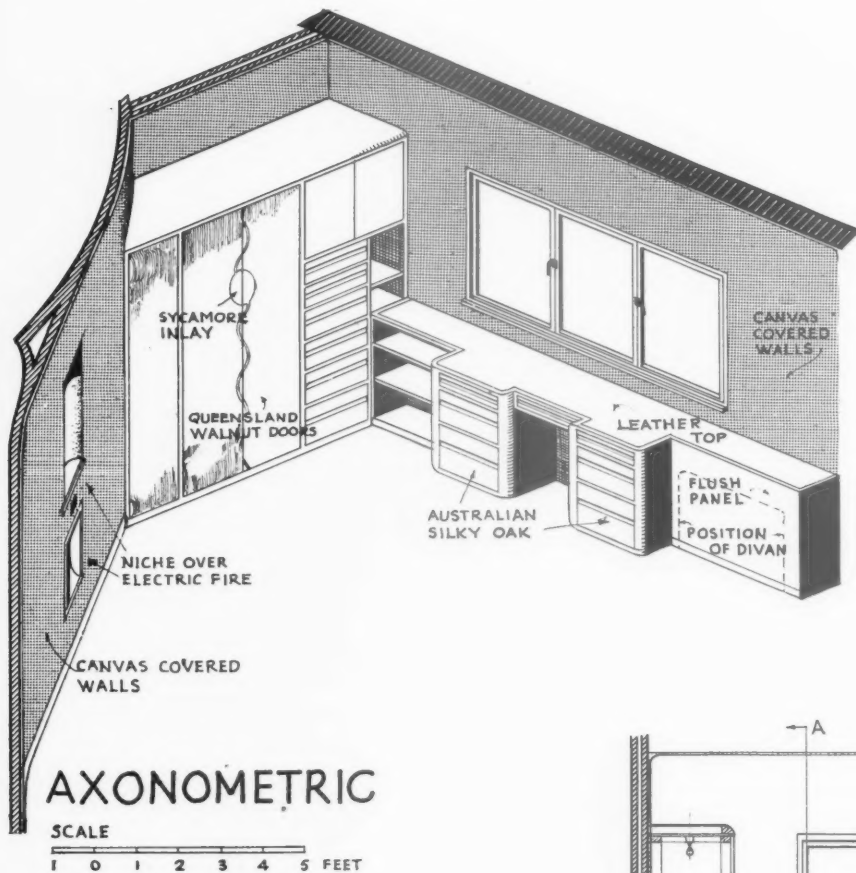 SYCAMORE
INLAY
QUEENSLAND
WALNUT DOORS
CANVAS
COVERED
WALLS
LEATHER
TOP
FLUSH
PANEL
POSITION
OF DIVAN
AUSTRALIAN
SILKY OAK
NICHE OVER
ELECTRIC FIRE
CANVAS COVERED
WALLS
AXONOMETRIC
SCALE
1 0 1 2 3 4 5 FEET
A